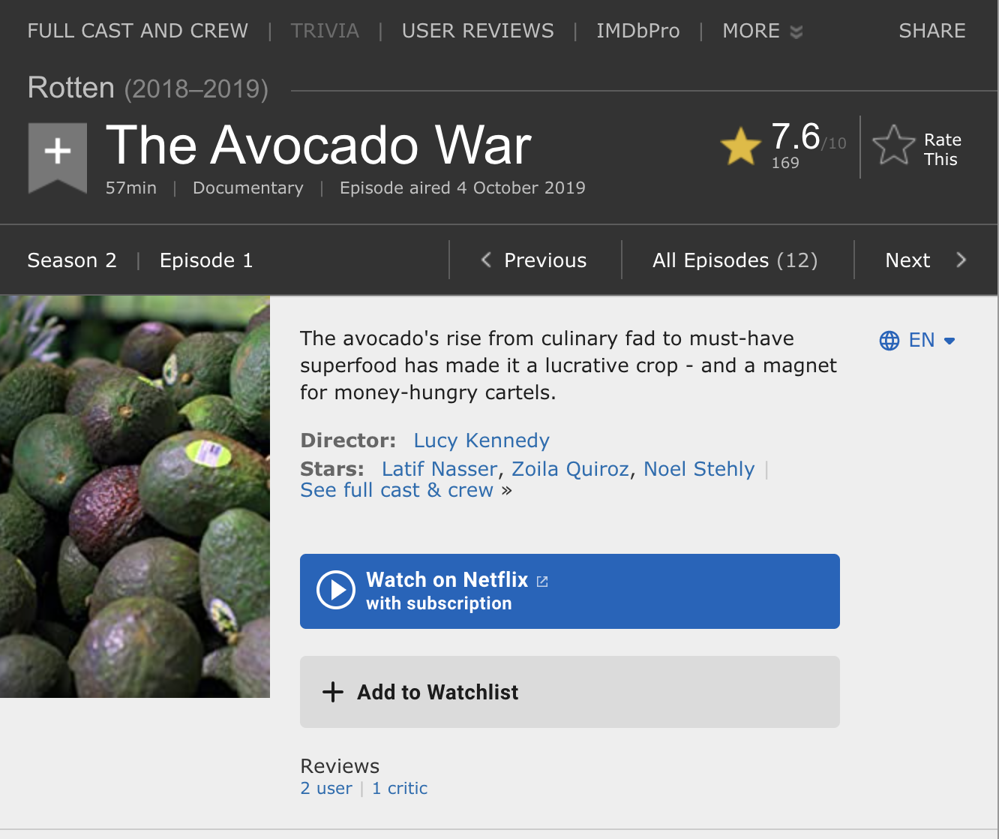 FULL CAST AND CREW | TRIVIA | USER REVIEWS | IMDbPro | MORE SHARE
Rotten (2018–2019)
The Avocado War
7.6/10
169
Rate This
57min | Documentary | Episode aired 4 October 2019
Season 2 | Episode 1
Previous
All Episodes (12)
Next
The avocado's rise from culinary fad to must-have
superfood has made it a lucrative crop - and a magnet
for money-hungry cartels.
EN
Director: Lucy Kennedy
Stars: Latif Nasser, Zoila Quiroz, Noel Stehly |
See full cast & crew »
Watch on Netflix
with subscription
+ Add to Watchlist
Reviews
2 user | 1 critic